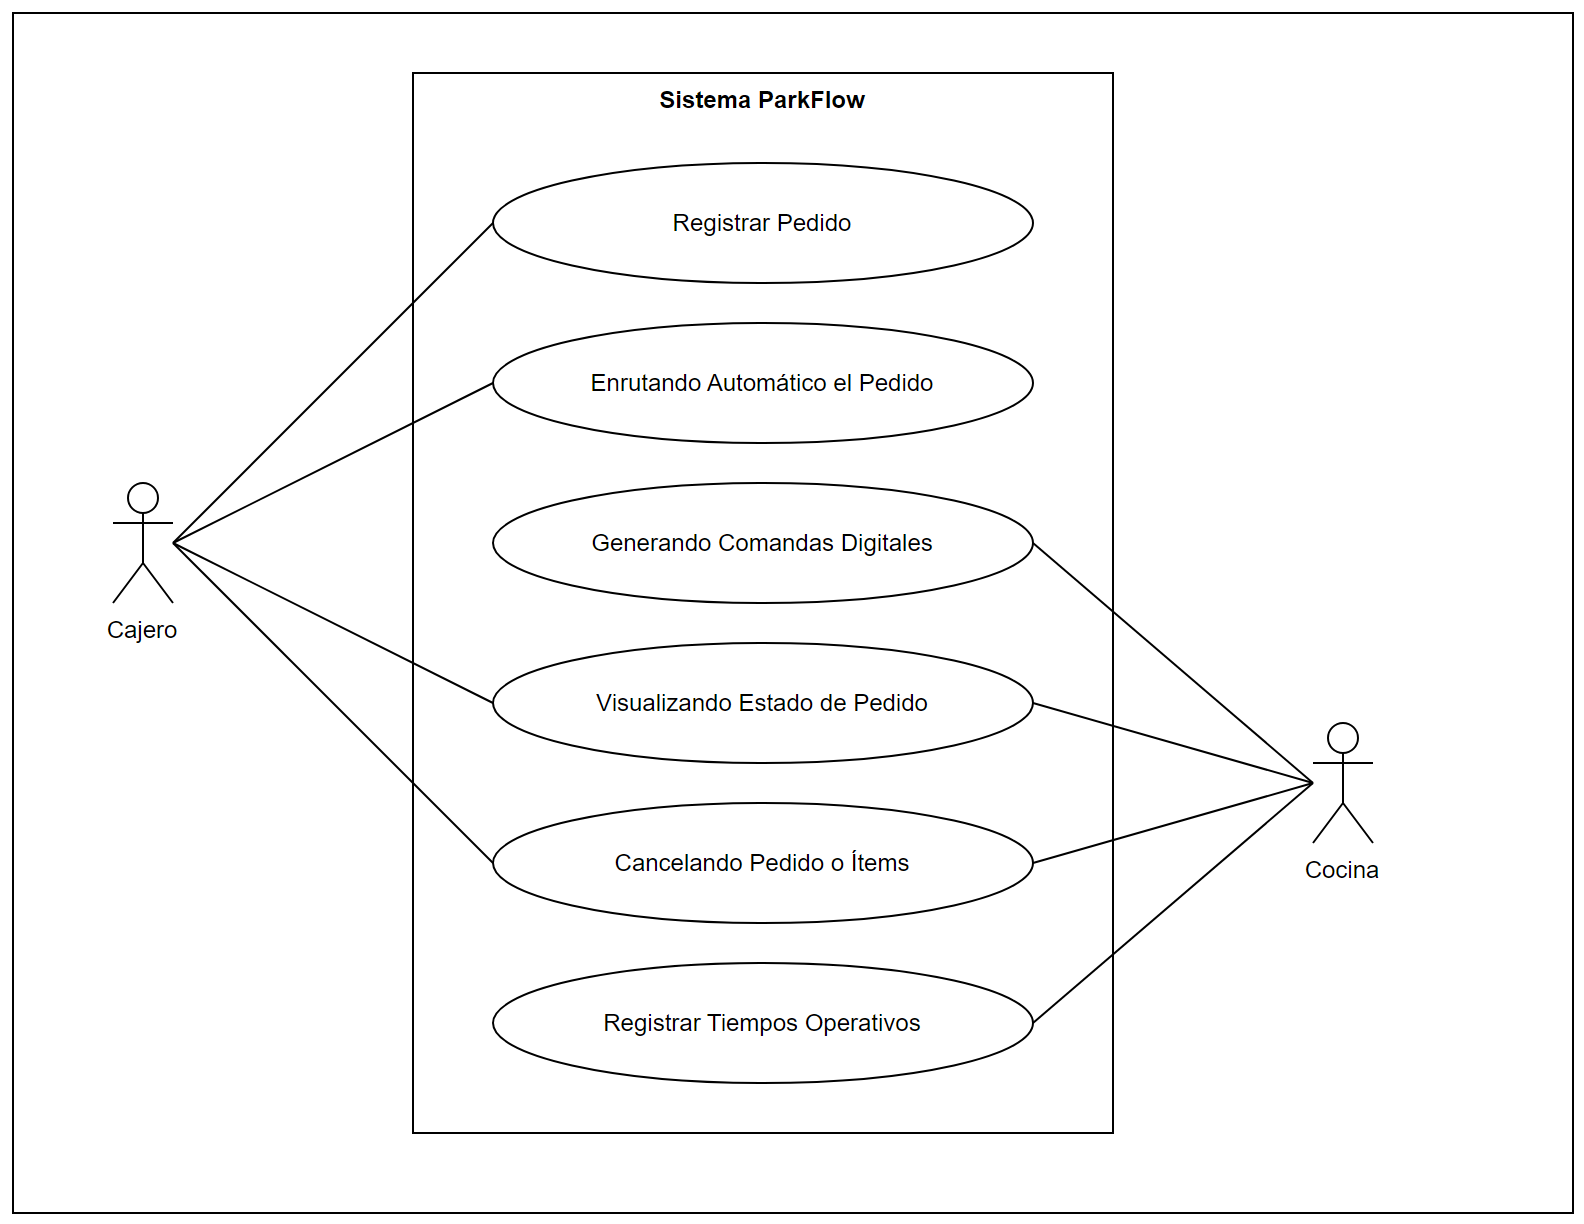 Sistema ParkFlow
Registrar Pedido
Enrutando Automático el Pedido
Generando Comandas Digitales
Cajero
Visualizando Estado de Pedido
Cancelando Pedido o Ítems
Cocina
Registrar Tiempos Operativos